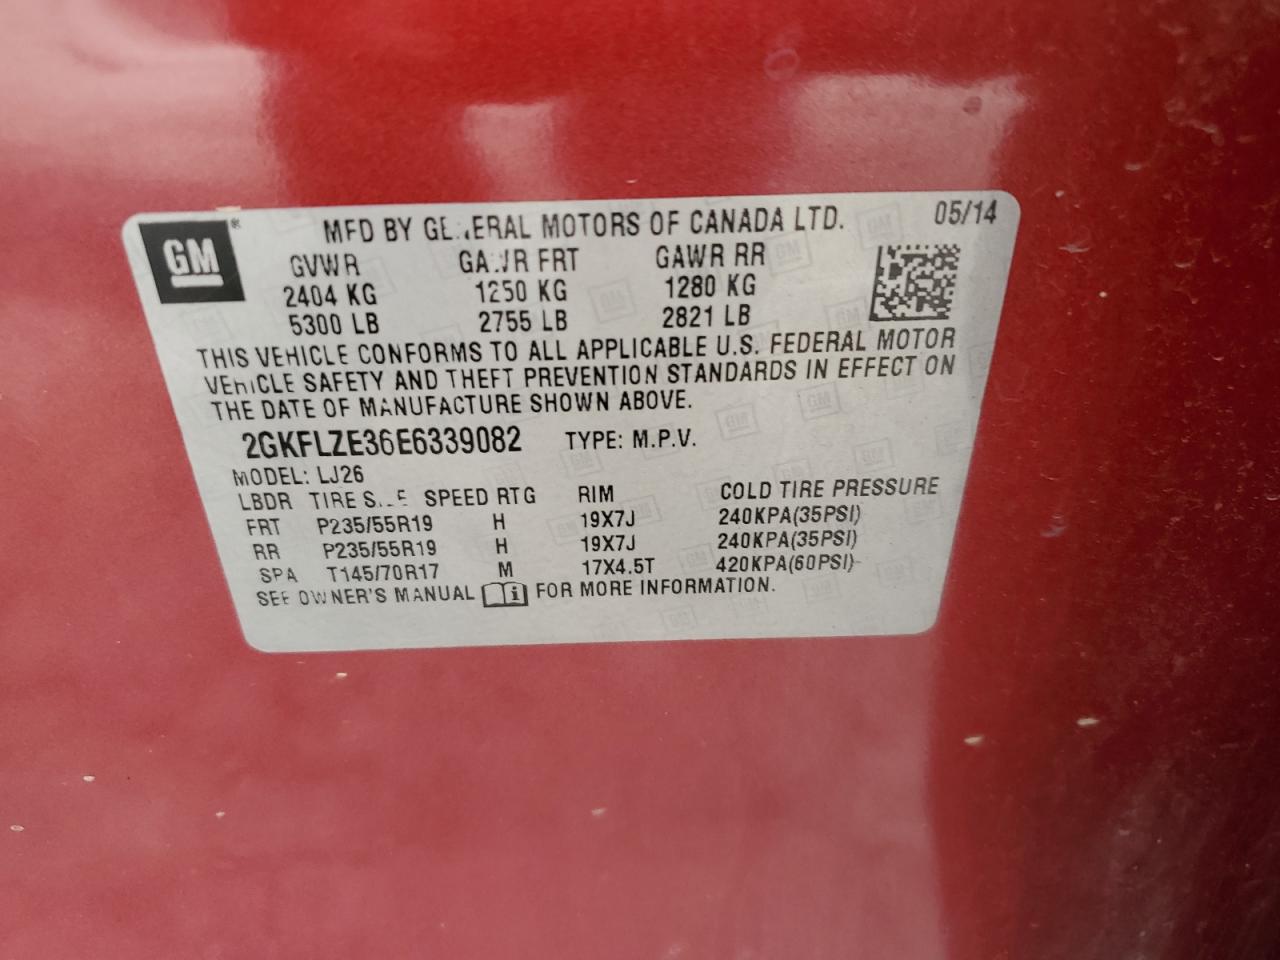 GM® MFD BY GENERAL MOTORS OF CANADA LTD. 05/14
GVWR GAWR FRT GAWR RR
2404 KG 1250 KG 1280 KG
5300 LB 2755 LB 2821 LB
THIS VEHICLE CONFORMS TO ALL APPLICABLE U.S. FEDERAL MOTOR
VEHICLE SAFETY AND THEFT PREVENTION STANDARDS IN EFFECT ON
THE DATE OF MANUFACTURE SHOWN ABOVE.
2GKFLZE36E6339082 TYPE: M.P.V.
MODEL: LJ26
LBDR TIRE SIZE SPEED RTG RIM COLD TIRE PRESSURE
FRT P235/55R19 H 19X7J 240KPA(35PSI)
RR P235/55R19 H 19X7J 240KPA(35PSI)
SPA T145/70R17 M 17X4.5T 420KPA(60PSI)
SEE OWNER'S MANUAL FOR MORE INFORMATION.